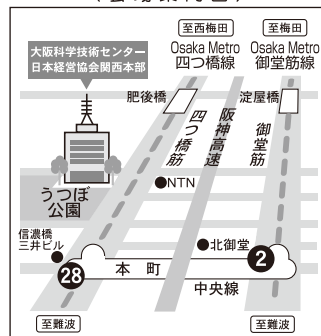 (会場案内図)
至西梅田
至梅田
Osaka Metro
四つ橋線
Osaka Metro
御堂筋線
大阪科学技術センター
日本経営協会関西本部
肥後橋
淀屋橋
四つ橋筋
阪神高速
御堂筋
うつぼ
公園
●NTN
信濃橋
三井ビル
●北御堂
28
本町
2
中央線
至難波
至難波